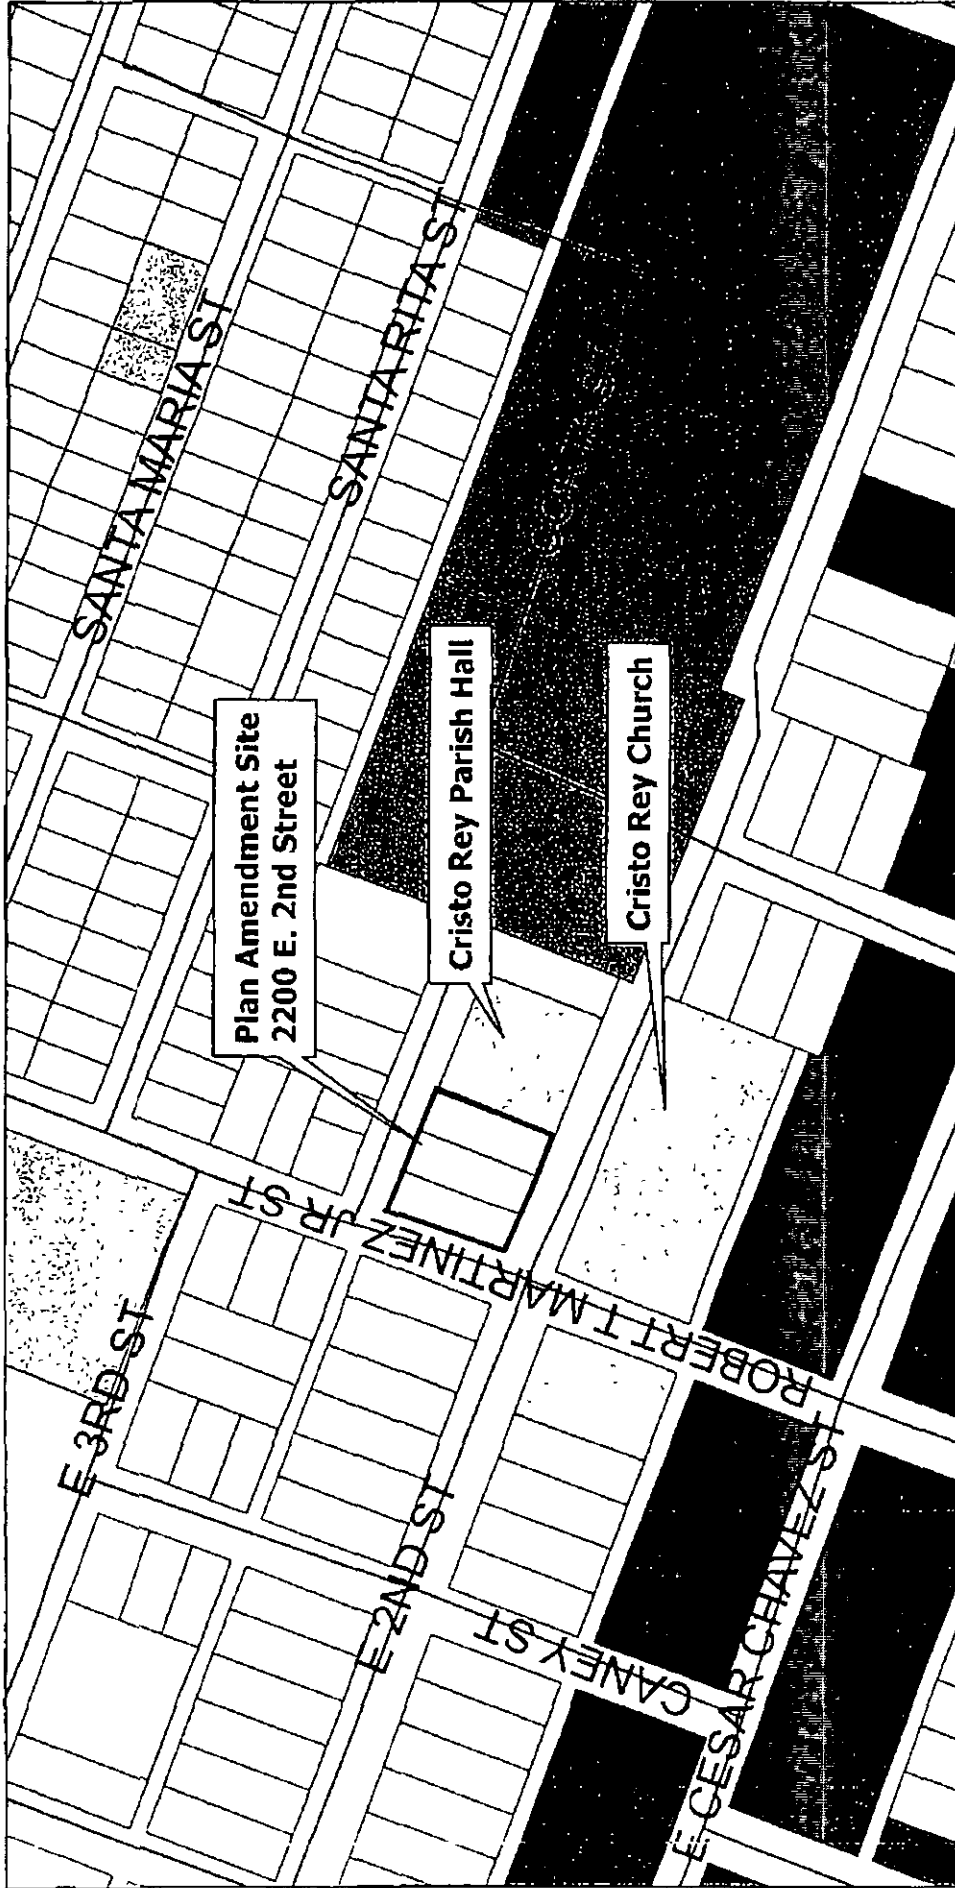 SANTA MARIA ST
SANTA RITA ST
Plan Amendment Site
2200 E. 2nd Street
Cristo Rey Parish Hall
Cristo Rey Church
E 3RD ST
ROBERT T MARTINEZ JR ST
E 2ND ST
CANEY ST
E CESAR CHAVEZ ST